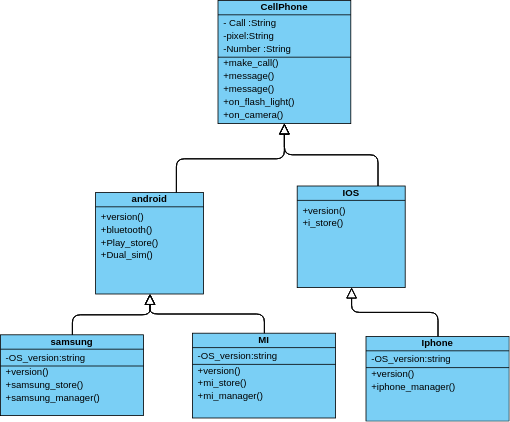 CellPhone
- Call :String
-pixel:String
-Number :String
+make_call()
+message()
+message()
+on_flash_light()
+on_camera()
android
+version()
+bluetooth()
+Play_store()
+Dual_sim()
IOS
+version()
+i_store()
samsung
-OS_version:string
+version()
+samsung_store()
+samsung_manager()
MI
-OS_version:string
+version()
+mi_store()
+mi_manager()
Iphone
-OS_version:string
+version()
+iphone_manager()